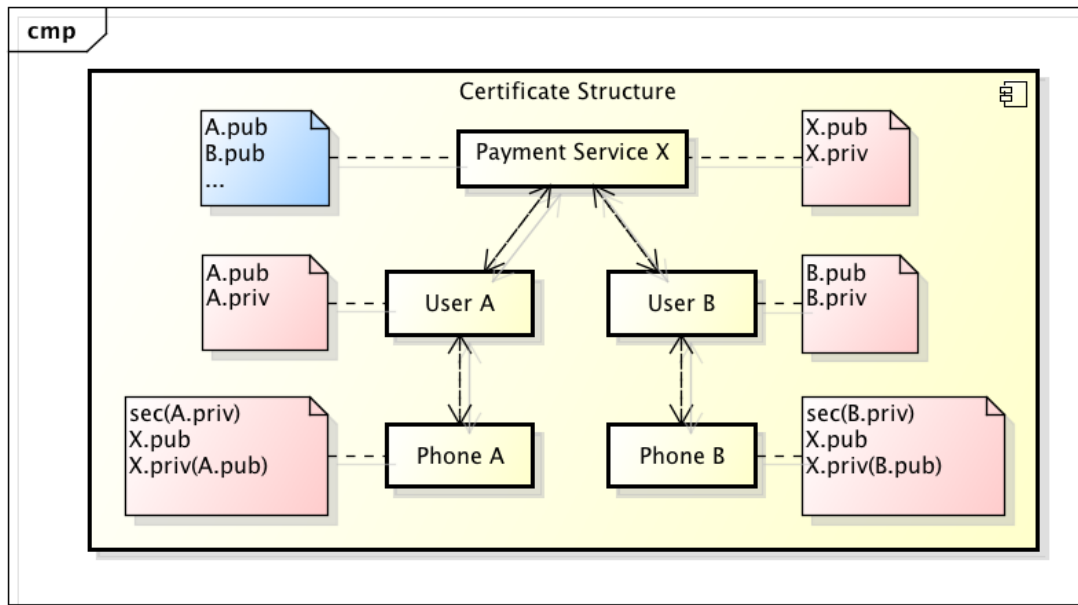 cmp
Certificate Structure
A.pub
B.pub
...
Payment Service X
X.pub
X.priv
A.pub
A.priv
User A
User B
B.pub
B.priv
sec(A.priv)
X.pub
X.priv(A.pub)
Phone A
Phone B
sec(B.priv)
X.pub
X.priv(B.pub)